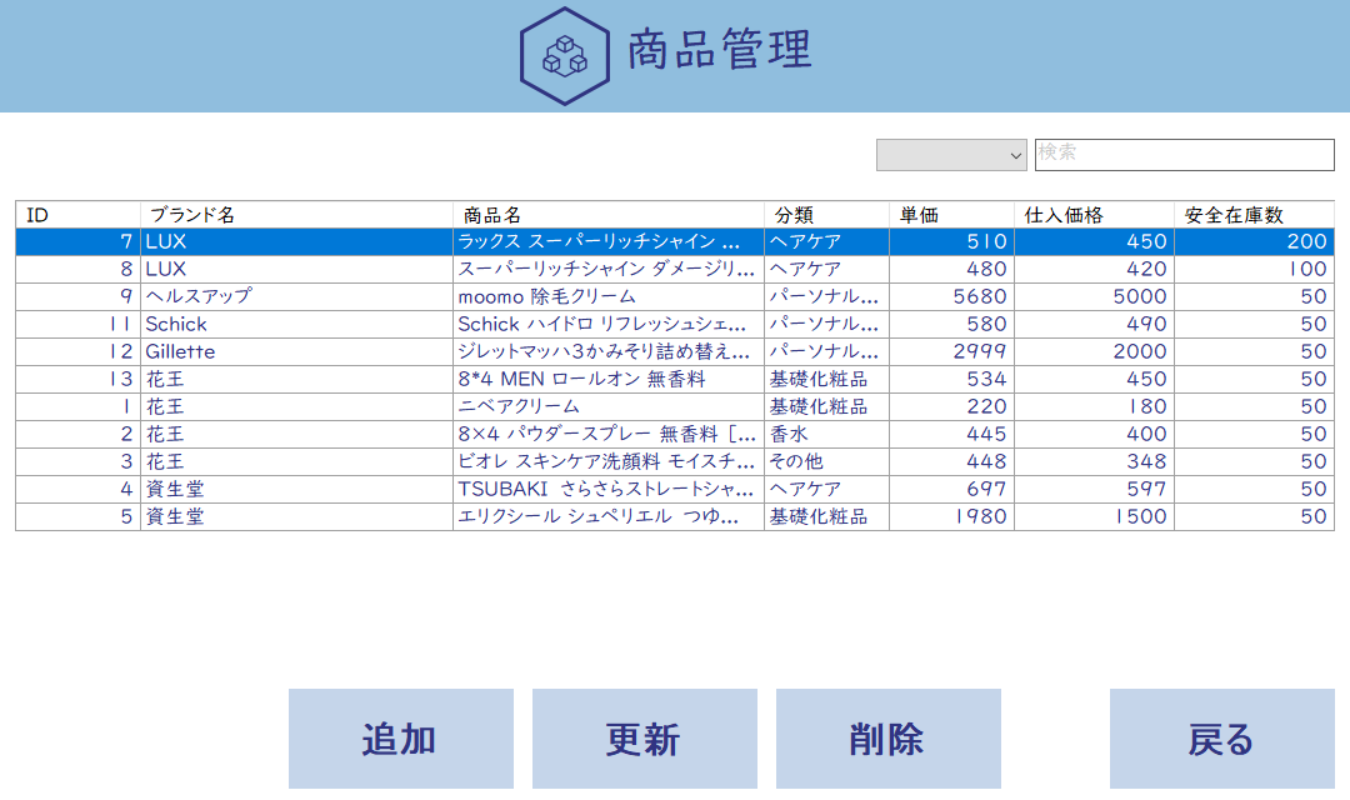 商品管理
検索
ID ブランド名 商品名 分類 単価 仕入価格 安全在庫数
7 LUX ラックス スーパーリッチシャイン ... ヘアケア 510 450 200
8 LUX スーパーリッチシャイン ダメージリ... ヘアケア 480 420 100
9 ヘルスアップ moomo 除毛クリーム パーソナル... 5680 5000 50
11 Schick Schick ハイドロ リフレッシュシェ... パーソナル... 580 490 50
12 Gillette ジレットマッハ3かみそり詰め替え... パーソナル... 2999 2000 50
13 花王 8*4 MEN ロールオン 無香料 基礎化粧品 534 450 50
1 花王 ニベアクリーム 基礎化粧品 220 180 50
2 花王 8×4 パウダースプレー 無香料 [... 香水 445 400 50
3 花王 ビオレ スキンケア洗顔料 モイスチ... その他 448 348 50
4 資生堂 TSUBAKI さらさらストレートシャ... ヘアケア 697 597 50
5 資生堂 エリクシール シュペリエル つゆ... 基礎化粧品 1980 1500 50
追加 更新 削除 戻る